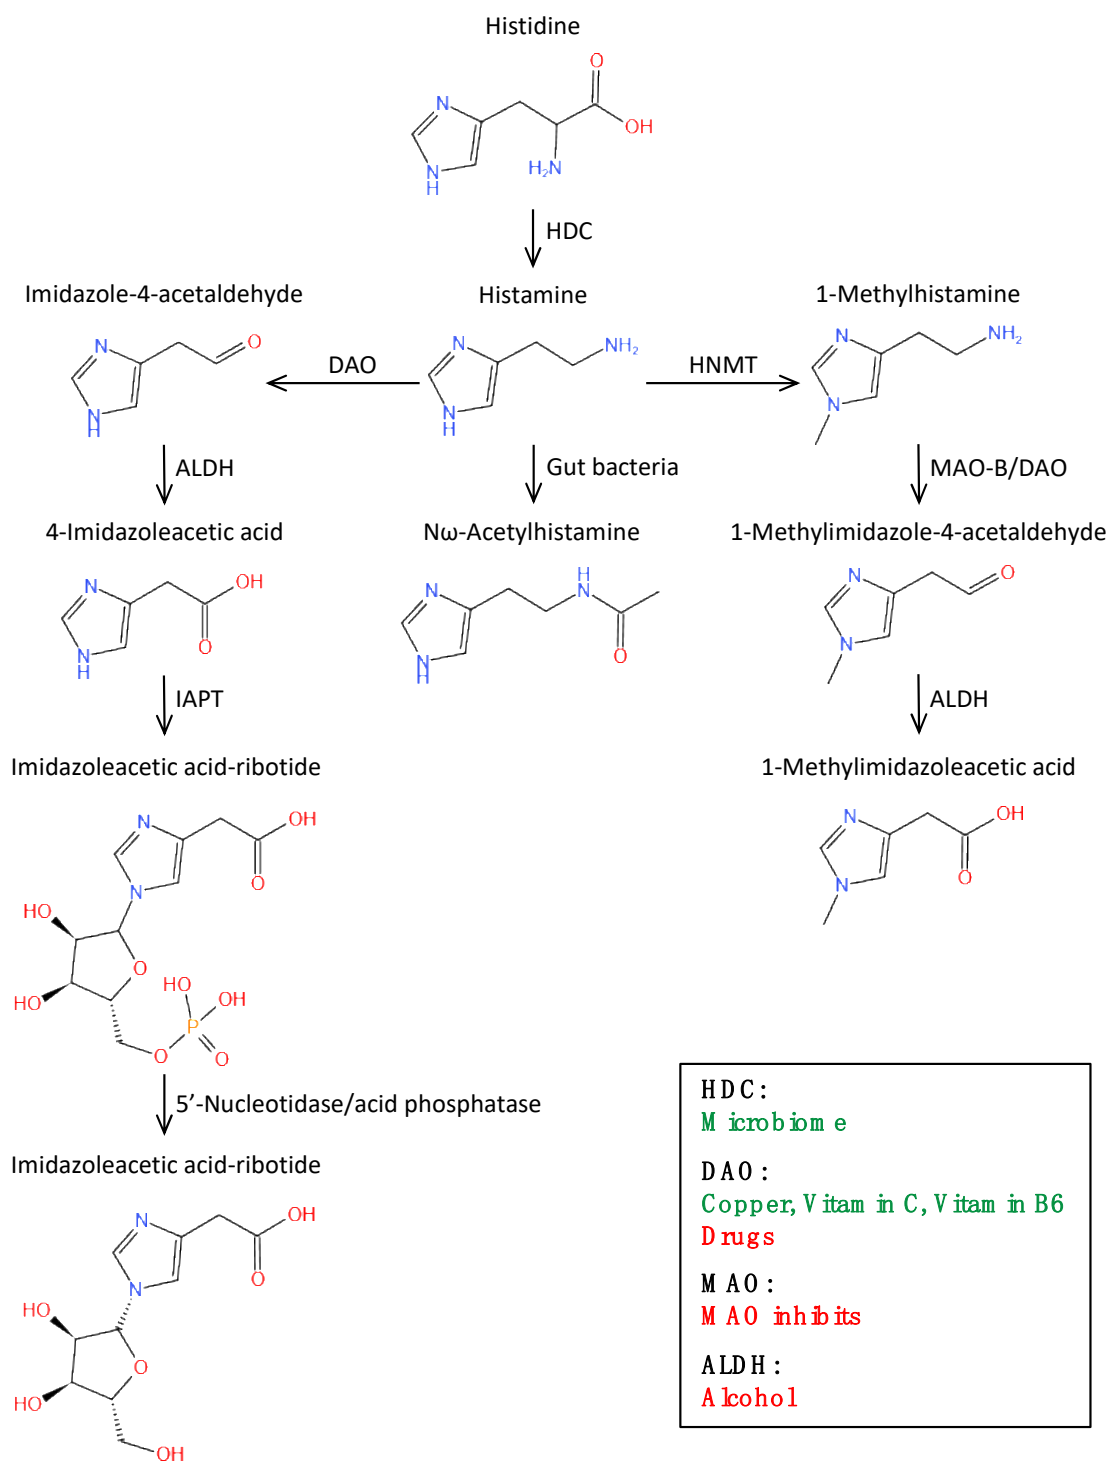 Histidine
O
N
OH
H₂N
N
H
HDC
Imidazole-4-acetaldehyde
Histamine
1-Methylhistamine
N
O
N
H
DAO
N
NH₂
N
H
HNMT
N
NH₂
N
ALDH
Gut bacteria
MAO-B/DAO
4-Imidazoleacetic acid
Nω-Acetylhistamine
1-Methylimidazole-4-acetaldehyde
N
OH
O
N
H
N
H
N
O
N
H
N
O
N
IAPT
ALDH
Imidazoleacetic acid-ribotide
1-Methylimidazoleacetic acid
N
OH
O
N
HO
O
HO
HO
OH
P
O
O
N
OH
O
N
5’-Nucleotidase/acid phosphatase
Imidazoleacetic acid-ribotide
N
OH
O
N
HO
O
HO
OH
HDC:
Microbiome
DAO:
Copper, Vitamin C, Vitamin B6
Drugs
MAO:
MAO inhibits
ALDH:
Alcohol